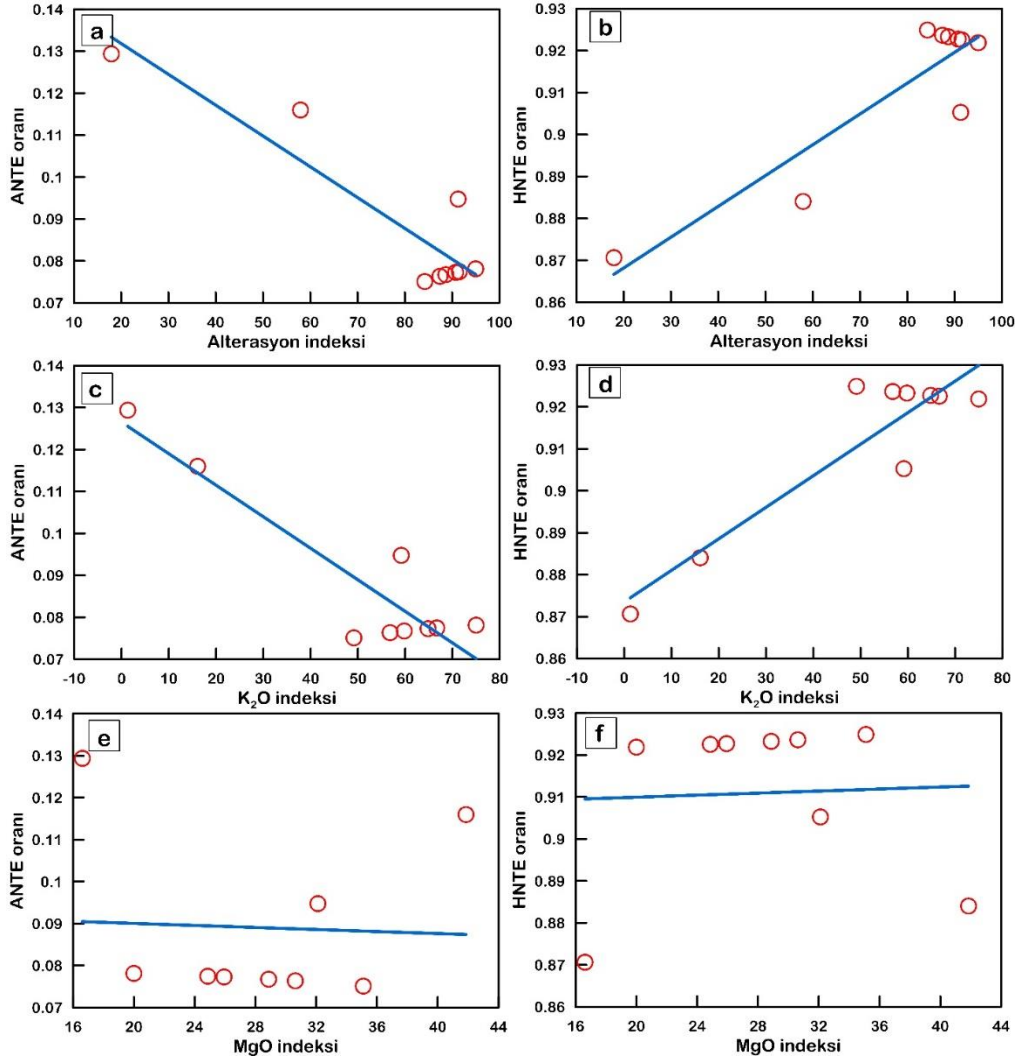 a
0.14
0.13
0.12
0.11
0.1
0.09
0.08
0.07
ANTE oranı
10 20 30 40 50 60 70 80 90 100
Alterasyon indeksi
b
0.93
0.92
0.91
0.9
0.89
0.88
0.87
0.86
HNTE oranı
10 20 30 40 50 60 70 80 90 100
Alterasyon indeksi
c
0.14
0.13
0.12
0.11
0.1
0.09
0.08
0.07
ANTE oranı
-10 0 10 20 30 40 50 60 70 80
K₂O indeksi
d
0.93
0.92
0.91
0.9
0.89
0.88
0.87
0.86
HNTE oranı
-10 0 10 20 30 40 50 60 70 80
K₂O indeksi
e
0.14
0.13
0.12
0.11
0.1
0.09
0.08
0.07
ANTE oranı
16 20 24 28 32 36 40 44
MgO indeksi
f
0.93
0.92
0.91
0.9
0.89
0.88
0.87
0.86
HNTE oranı
16 20 24 28 32 36 40 44
MgO indeksi